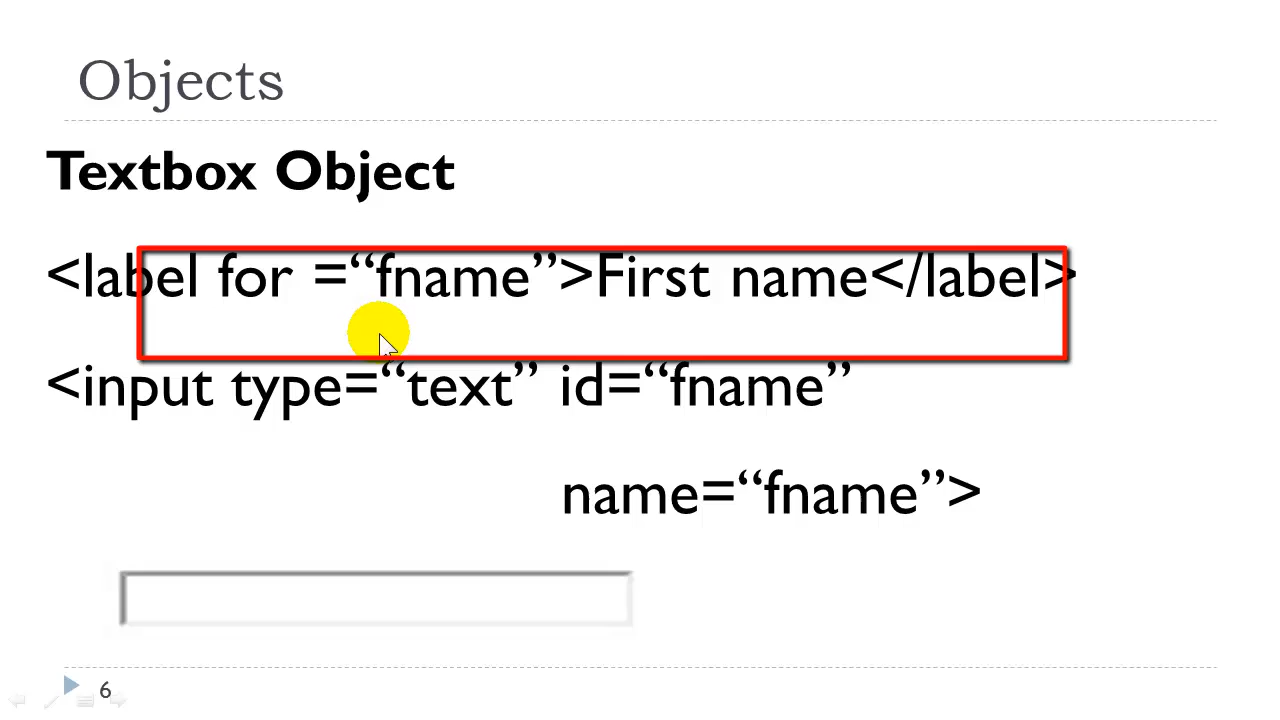 Objects
Textbox Object
<label for =“fname”>First name</label>
<input type=“text” id=“fname”
name=“fname”>
6